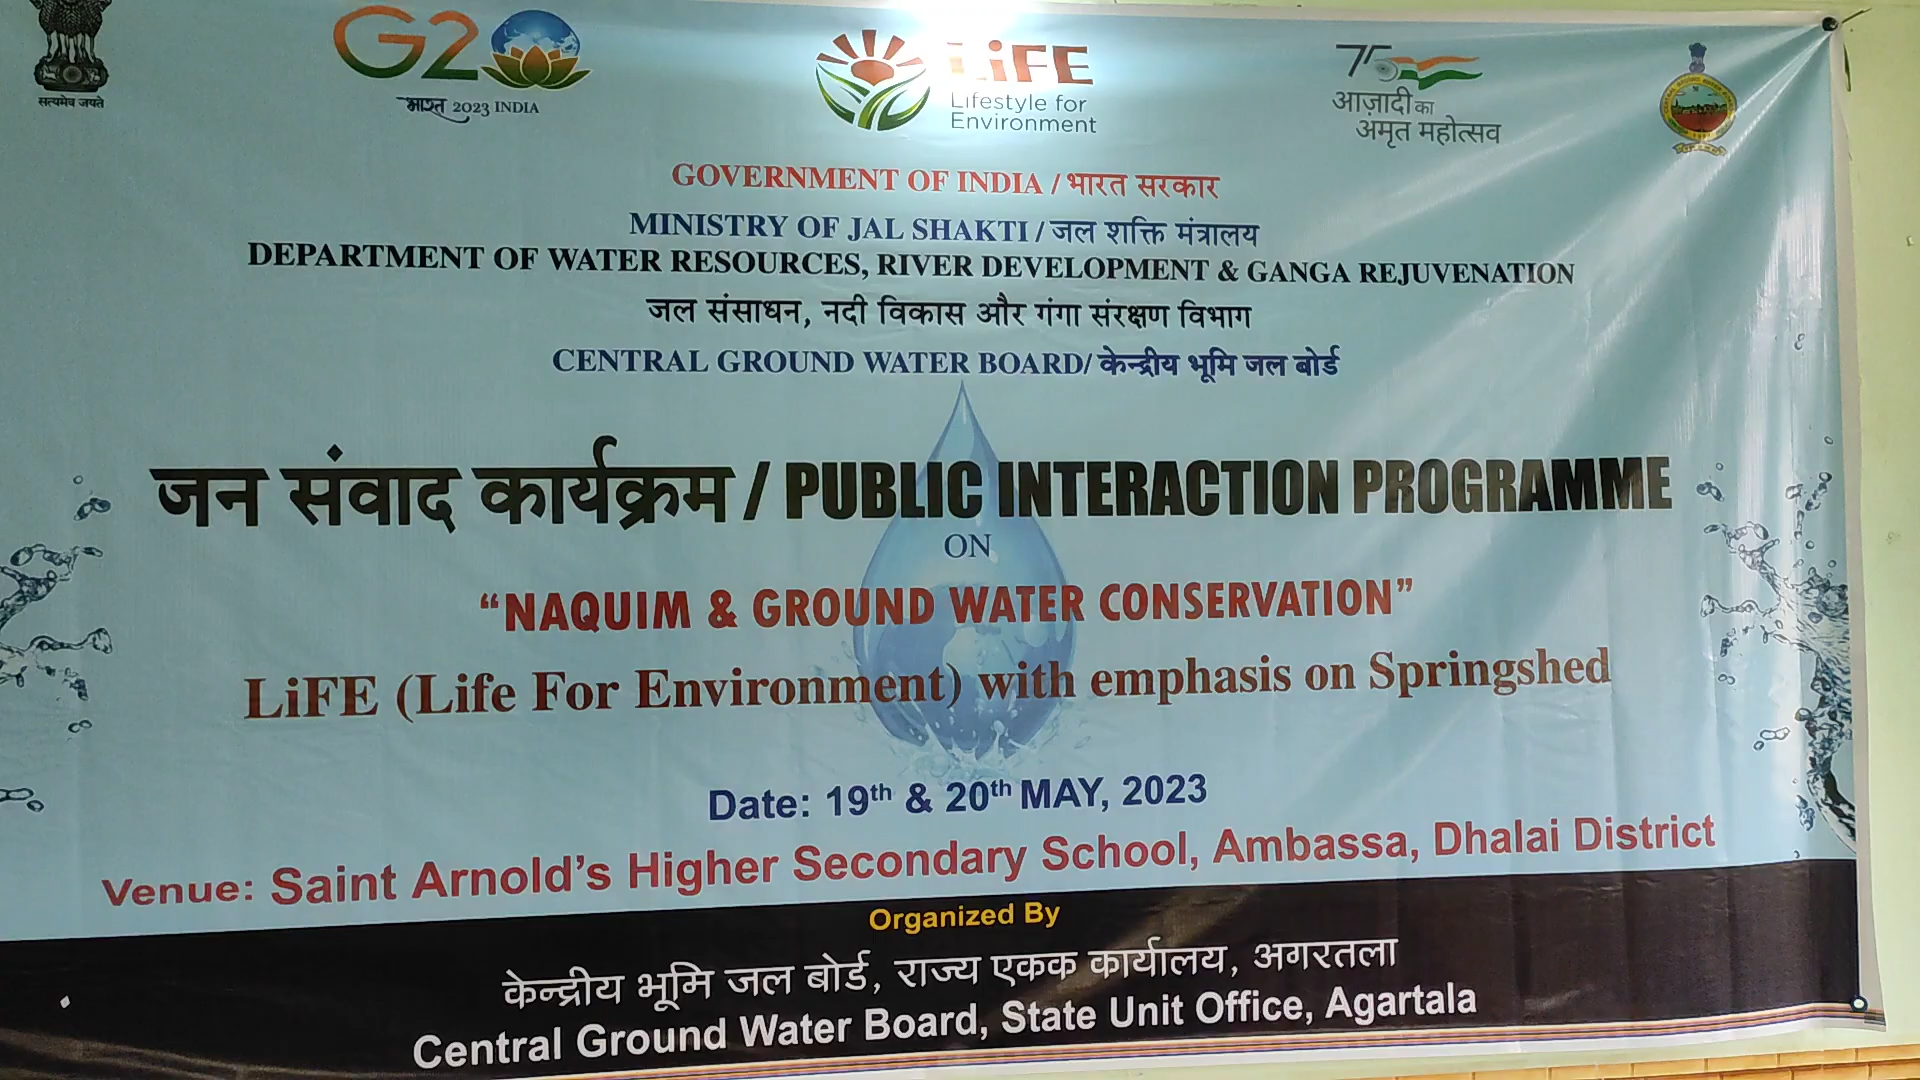 सत्यमेव जयते
G20
भारत 2023 INDIA
LiFE
Lifestyle for
Environment
75
आज़ादी का
अमृत महोत्सव
GOVERNMENT OF INDIA / भारत सरकार
MINISTRY OF JAL SHAKTI / जल शक्ति मंत्रालय
DEPARTMENT OF WATER RESOURCES, RIVER DEVELOPMENT & GANGA REJUVENATION
जल संसाधन, नदी विकास और गंगा संरक्षण विभाग
CENTRAL GROUND WATER BOARD/ केन्द्रीय भूमि जल बोर्ड
जन संवाद कार्यक्रम / PUBLIC INTERACTION PROGRAMME
ON
“NAQUIM & GROUND WATER CONSERVATION”
LiFE (Life For Environment) with emphasis on Springshed
Date: 19th & 20th MAY, 2023
Venue: Saint Arnold’s Higher Secondary School, Ambassa, Dhalai District
Organized By
केन्द्रीय भूमि जल बोर्ड, राज्य एकक कार्यालय, अगरतला
Central Ground Water Board, State Unit Office, Agartala